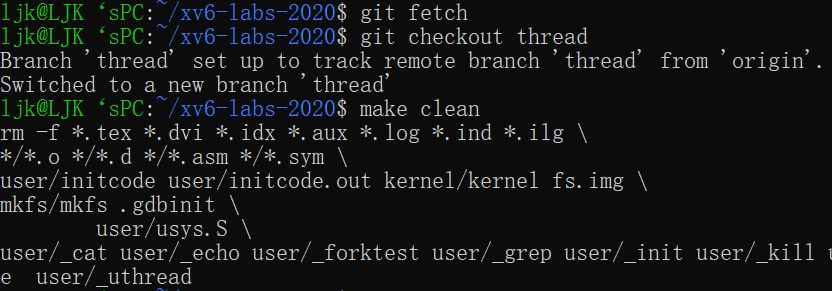 ljk@LJK ‘sPC:~/xv6-labs-2020$ git fetch
ljk@LJK ‘sPC:~/xv6-labs-2020$ git checkout thread
Branch 'thread' set up to track remote branch 'thread' from 'origin'.
Switched to a new branch 'thread'
ljk@LJK ‘sPC:~/xv6-labs-2020$ make clean
rm -f *.tex *.dvi *.idx *.aux *.log *.ind *.ilg \
*/*.o */*.d */*.asm */*.sym \
user/initcode user/initcode.out kernel/kernel fs.img \
mkfs/mkfs .gdbinit \
        user/usys.S \
user/_cat user/_echo user/_forktest user/_grep user/_init user/_kill
e  user/_uthread